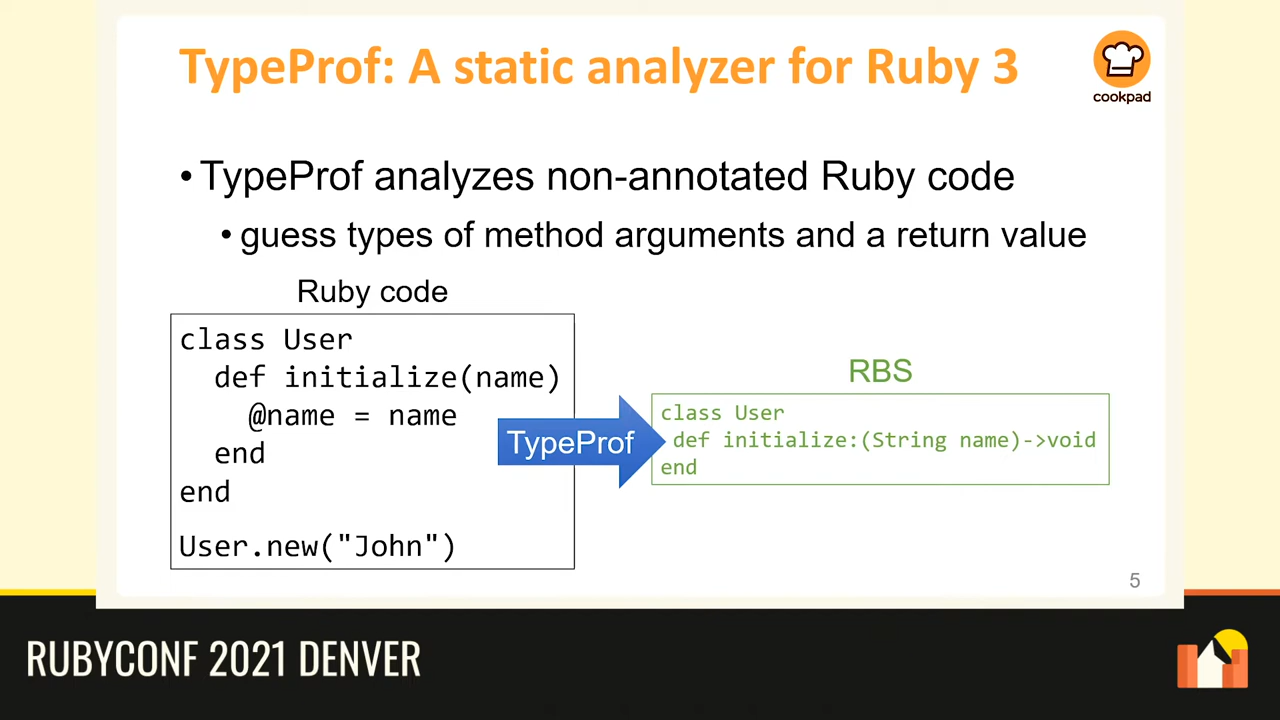 TypeProf: A static analyzer for Ruby 3
cookpad
• TypeProf analyzes non-annotated Ruby code
• guess types of method arguments and a return value
Ruby code
class User
  def initialize(name)
    @name = name
  end
end
User.new("John")
TypeProf
RBS
class User
 def initialize:(String name)->void
end
5
RUBYCONF 2021 DENVER